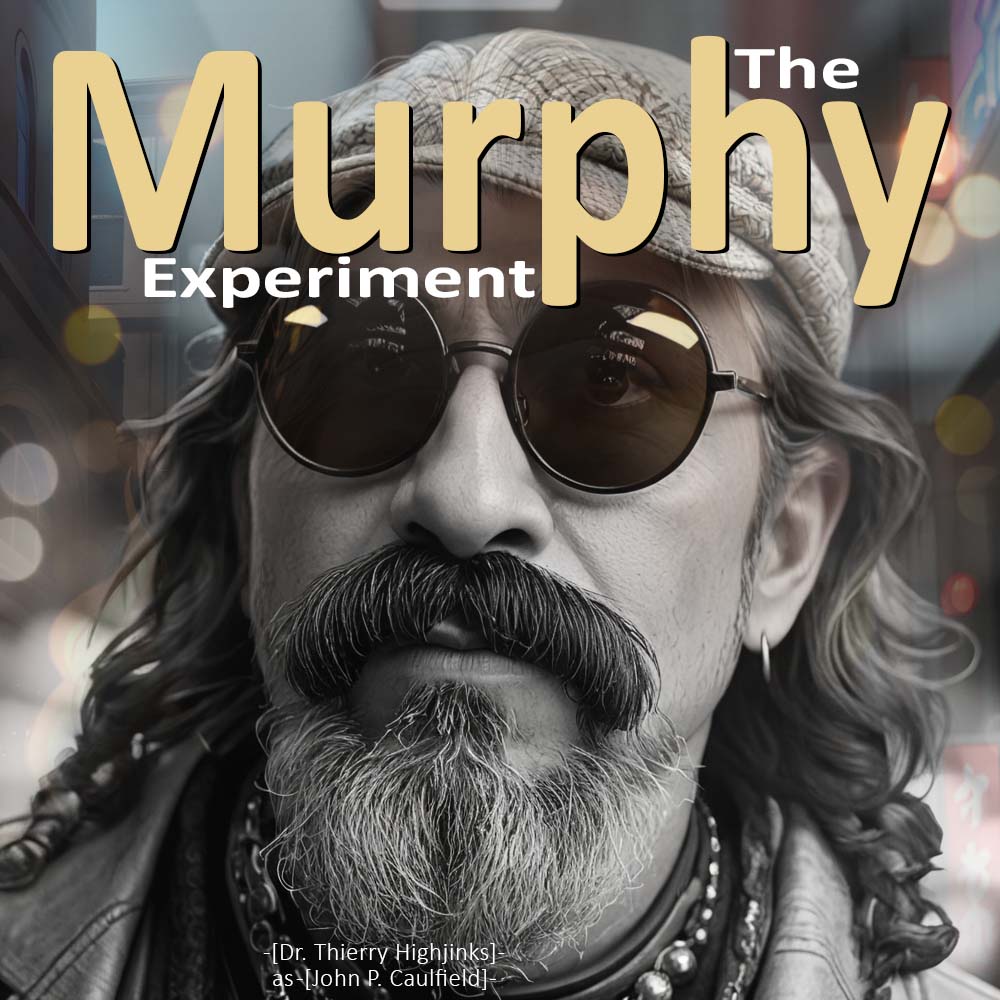 The
Murphy
Experiment
-[Dr. Thierry Highjinks]-
as-[John P. Caulfield]-